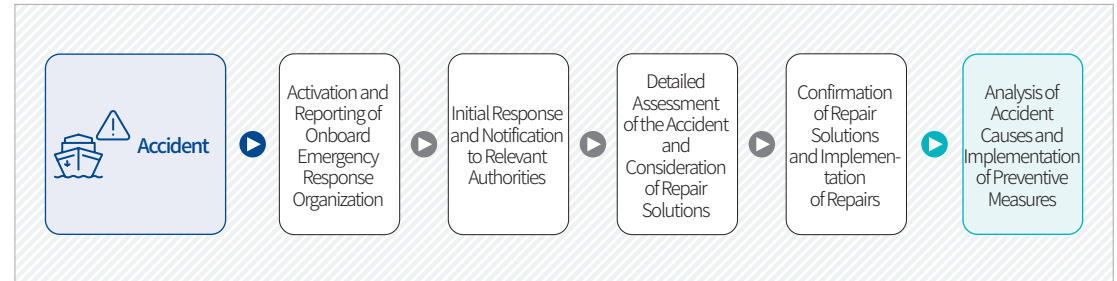 Accident
Activation and
Reporting of
Onboard
Emergency
Response
Organization
Initial Response
and Notification
to Relevant
Authorities
Detailed
Assessment
of the Accident
and
Consideration
of Repair
Solutions
Confirmation
of Repair
Solutions
and Implemen-
tation
of Repairs
Analysis of
Accident
Causes and
Implementation
of Preventive
Measures